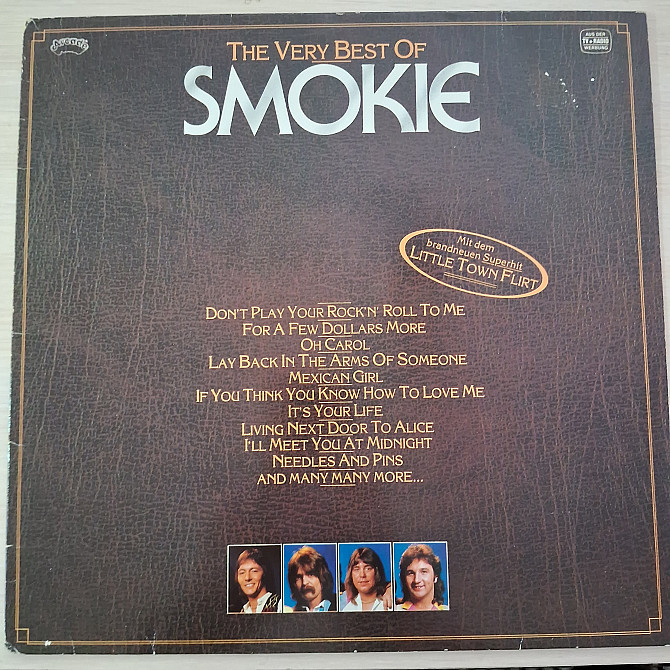 Arcade
AUS DER
TV + RADIO
WERBUNG
THE VERY BEST OF
SMOKIE
Mit dem
brandneuen Superhit
LITTLE TOWN FLIRT
DON'T PLAY YOUR ROCK'N' ROLL TO ME
FOR A FEW DOLLARS MORE
OH CAROL
LAY BACK IN THE ARMS OF SOMEONE
MEXICAN GIRL
IF YOU THINK YOU KNOW HOW TO LOVE ME
IT'S YOUR LIFE
LIVING NEXT DOOR TO ALICE
I'LL MEET YOU AT MIDNIGHT
NEEDLES AND PINS
AND MANY MANY MORE...